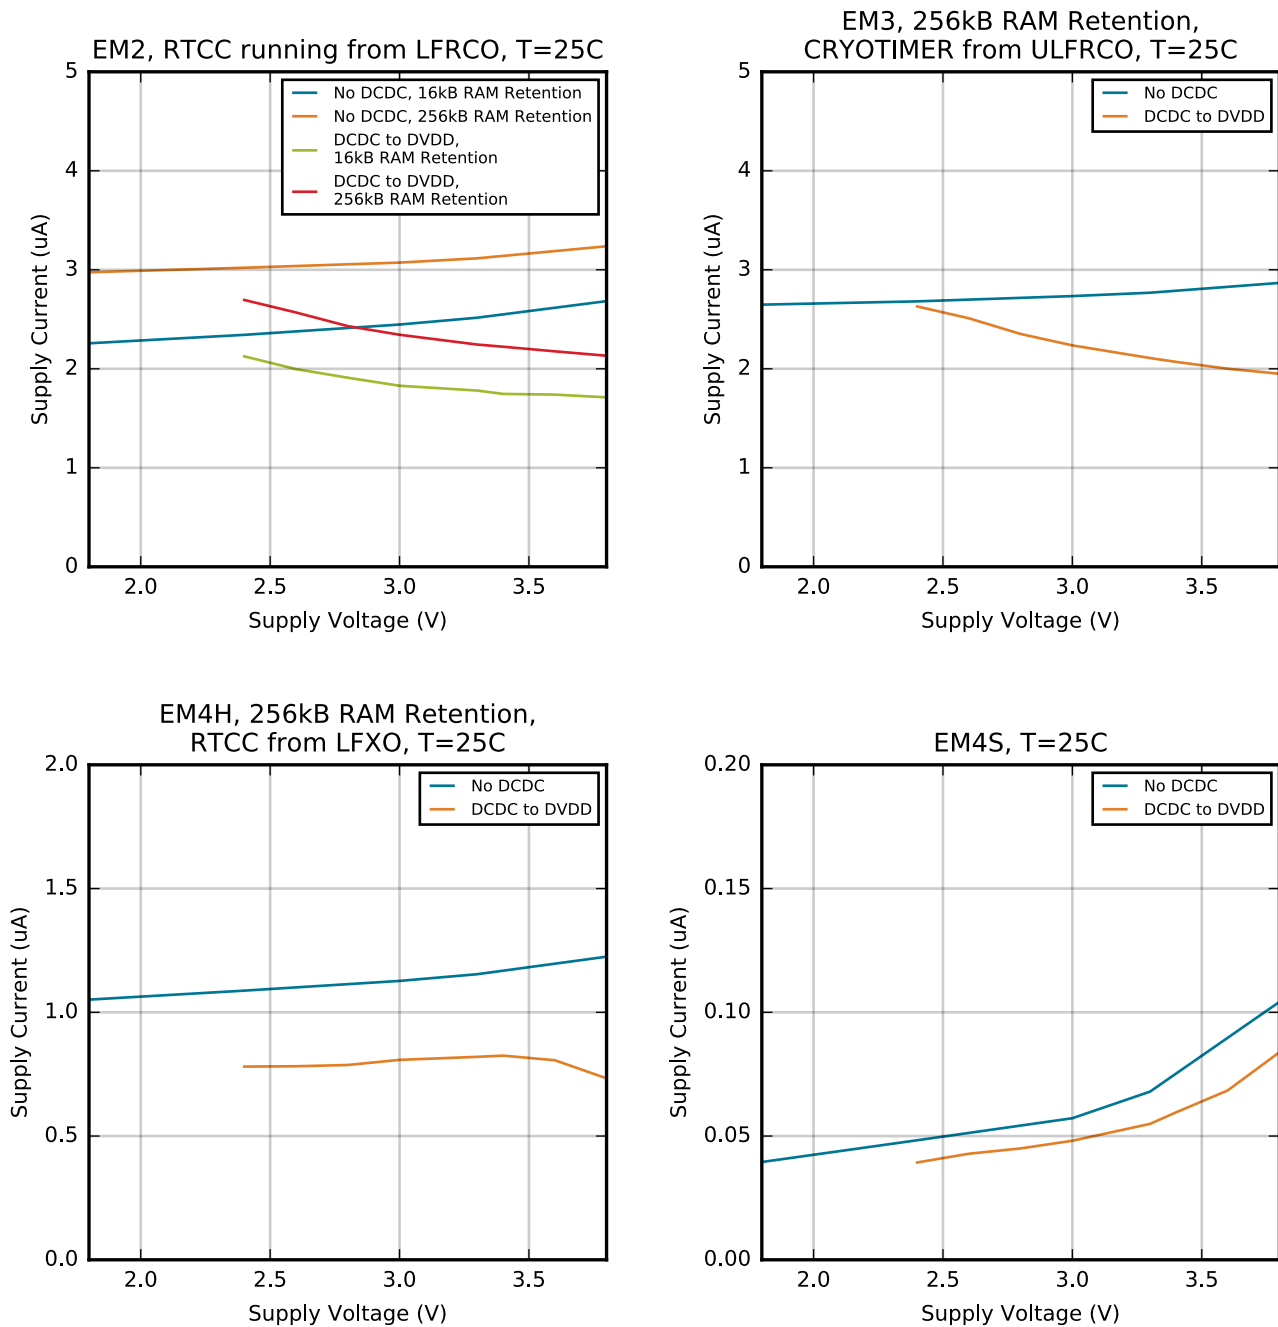 EM2, RTCC running from LFRCO, T=25C
5
4
3
2
1
0
Supply Current (uA)
No DCDC, 16kB RAM Retention
No DCDC, 256kB RAM Retention
DCDC to DVDD,
16kB RAM Retention
DCDC to DVDD,
256kB RAM Retention
2.0 2.5 3.0 3.5
Supply Voltage (V)
EM3, 256kB RAM Retention,
CRYOTIMER from ULFRCO, T=25C
5
4
3
2
1
0
Supply Current (uA)
No DCDC
DCDC to DVDD
2.0 2.5 3.0 3.5
Supply Voltage (V)
EM4H, 256kB RAM Retention,
RTCC from LFXO, T=25C
2.0
1.5
1.0
0.5
0.0
Supply Current (uA)
No DCDC
DCDC to DVDD
2.0 2.5 3.0 3.5
Supply Voltage (V)
EM4S, T=25C
0.20
0.15
0.10
0.05
0.00
Supply Current (uA)
No DCDC
DCDC to DVDD
2.0 2.5 3.0 3.5
Supply Voltage (V)